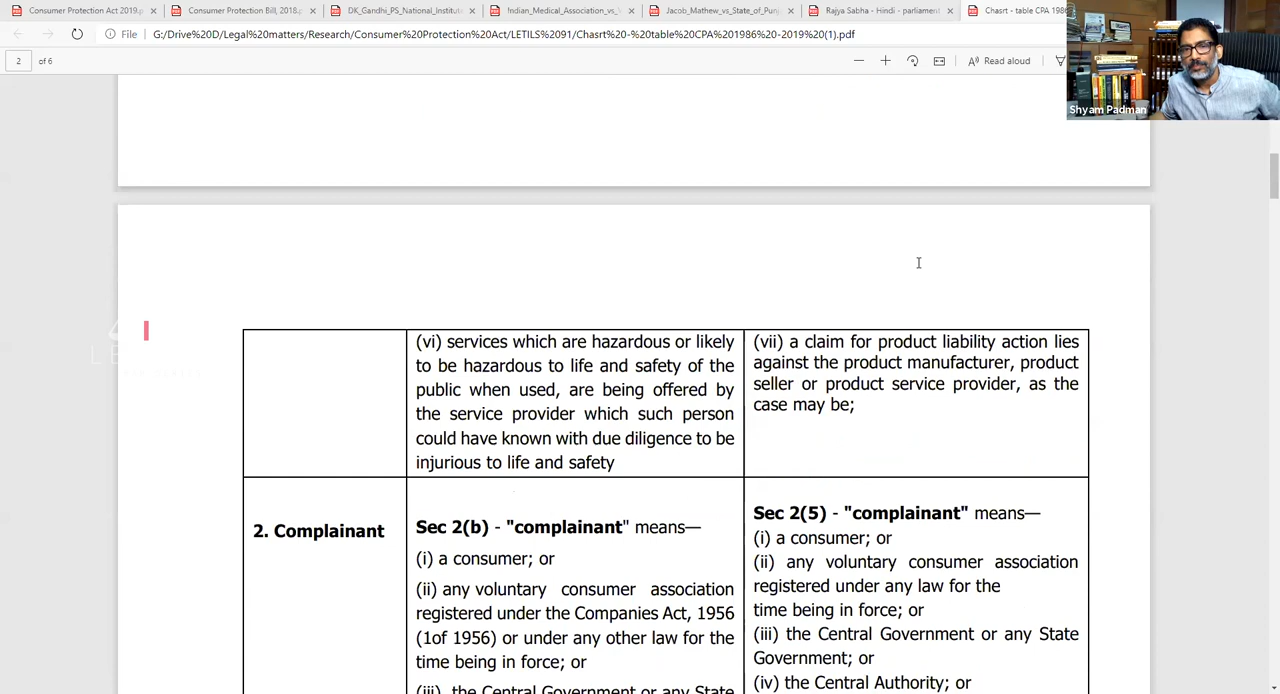 Consumer Protection Act 2019.p
Consumer Protection Bill, 2018.p
DK_Gandhi_PS_National_Institut
Indian_Medical_Association_vs_
Jacob_Mathew_vs_State_of_Punj
Rajya Sabha - Hindi - parliament
Chasrt - table CPA 1986
File
G:/Drive%20D/Legal%20matters/Research/Consumer%20Protection%20Act/LETILS%2091/Chasrt%20-%20table%20CPA%201986%20-2019%20(1).pdf
2 of 6
Read aloud
Shyam Padman
(vi) services which are hazardous or likely
to be hazardous to life and safety of the
public when used, are being offered by
the service provider which such person
could have known with due diligence to be
injurious to life and safety
(vii) a claim for product liability action lies
against the product manufacturer, product
seller or product service provider, as the
case may be;
2. Complainant
Sec 2(b) - "complainant" means—
(i) a consumer; or
(ii) any voluntary consumer association
registered under the Companies Act, 1956
(1of 1956) or under any other law for the
time being in force; or
(iii) the Central Government or any State
Sec 2(5) - "complainant" means—
(i) a consumer; or
(ii) any voluntary consumer association
registered under any law for the
time being in force; or
(iii) the Central Government or any State
Government; or
(iv) the Central Authority; or